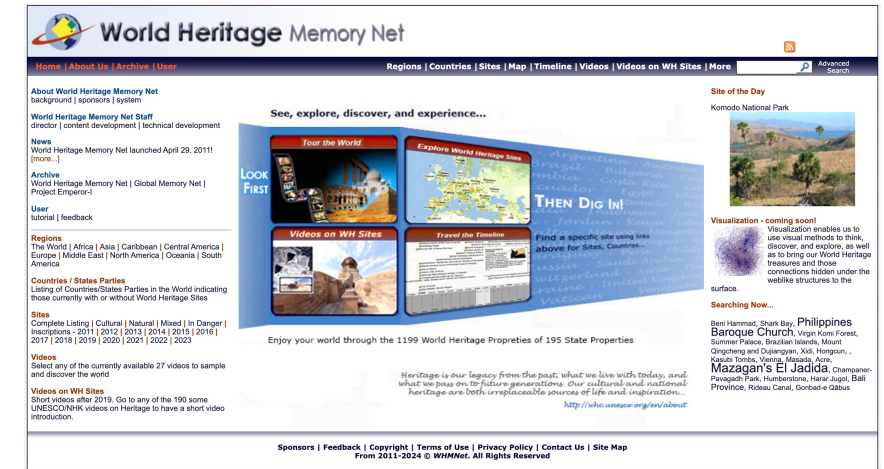 World Heritage Memory Net
Home | About Us | Archive | User
Regions | Countries | Sites | Map | Timeline | Videos | Videos on WH Sites | More
Advanced
Search
About World Heritage Memory Net
background | sponsors | system
World Heritage Memory Net Staff
director | content development | technical development
News
World Heritage Memory Net launched April 29, 2011!
[more...]
Archive
World Heritage Memory Net | Global Memory Net |
Project Emperor-I
User
tutorial | feedback
Regions
The World | Africa | Asia | Caribbean | Central America |
Europe | Middle East | North America | Oceania | South
America
Countries / States Parties
Listing of Countries/States Parties in the World indicating
those currently with or without World Heritage Sites
Sites
Complete Listing | Cultural | Natural | Mixed | In Danger |
Inscriptions - 2011 | 2012 | 2013 | 2014 | 2015 | 2016 |
2017 | 2018 | 2019 | 2020 | 2021 | 2022 | 2023
Videos
Select any of the currently available 27 videos to sample
and discover the world
Videos on WH Sites
Short videos after 2019. Go to any of the 190 some
UNESCO/NHK videos on Heritage to have a short video
introduction.
See, explore, discover, and experience...
LOOK
FIRST
Tour the World
Explore World Heritage Sites
Videos on WH Sites
Travel the Timeline
THEN DIG IN!
Find a specific site using links
above for Sites, Countries...
Argentina
Brazil
Bulgaria
Costa Rica
Egypt
Jordan
Vatican
United
Enjoy your world through the 1199 World Heritage Propreties of 195 State Properties
Heritage is our legacy from the past, what we live with today, and
what we pass on to future generations. Our cultural and national
heritage are both irreplaceable sources of life and inspiration...
http://whc.unesco.org/en/about
Site of the Day
Komodo National Park
Visualization - coming soon!
Visualization enables us to
use visual methods to think,
discover, and explore, as well
as to bring our World Heritage
treasures and those
connections hidden under the
weblike structures to the
surface.
Searching Now...
Beni Hammad, Shark Bay, Philippines
Baroque Church, Virgin Komi Forest,
Summer Palace, Brazilian Islands, Mount
Qingcheng and Dujiangyan, Xidi, Hongcun, ,
Kasubi Tombs, Vienna, Masada, Acre,
Mazagan's El Jadida, Champaner-
Pavagadh Park, Humberstone, Harar Jugol, Bali
Province, Rideau Canal, Gonbad-e Qābus
Sponsors | Feedback | Copyright | Terms of Use | Privacy Policy | Contact Us | Site Map
From 2011-2024 © WHMNet. All Rights Reserved